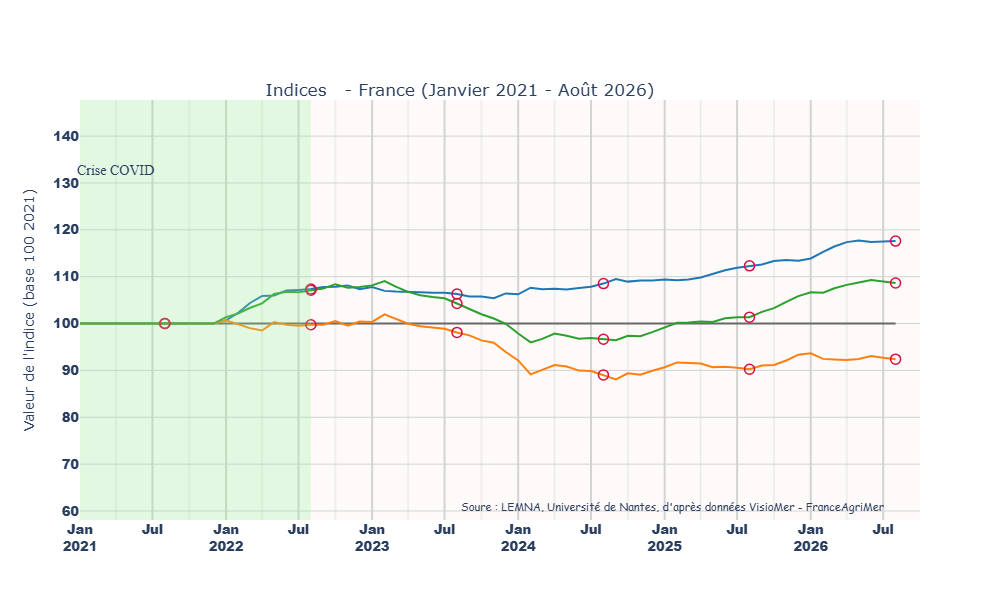 Indices   - France (Janvier 2021 - Août 2026)
Valeur de l'indice (base 100 2021)
140
Crise COVID
130
120
110
100
90
80
70
60
Soure : LEMNA, Université de Nantes, d'après données VisioMer - FranceAgriMer
Jan Jul Jan Jul Jan Jul Jan Jul Jan Jul Jan Jul
2021 2022 2023 2024 2025 2026